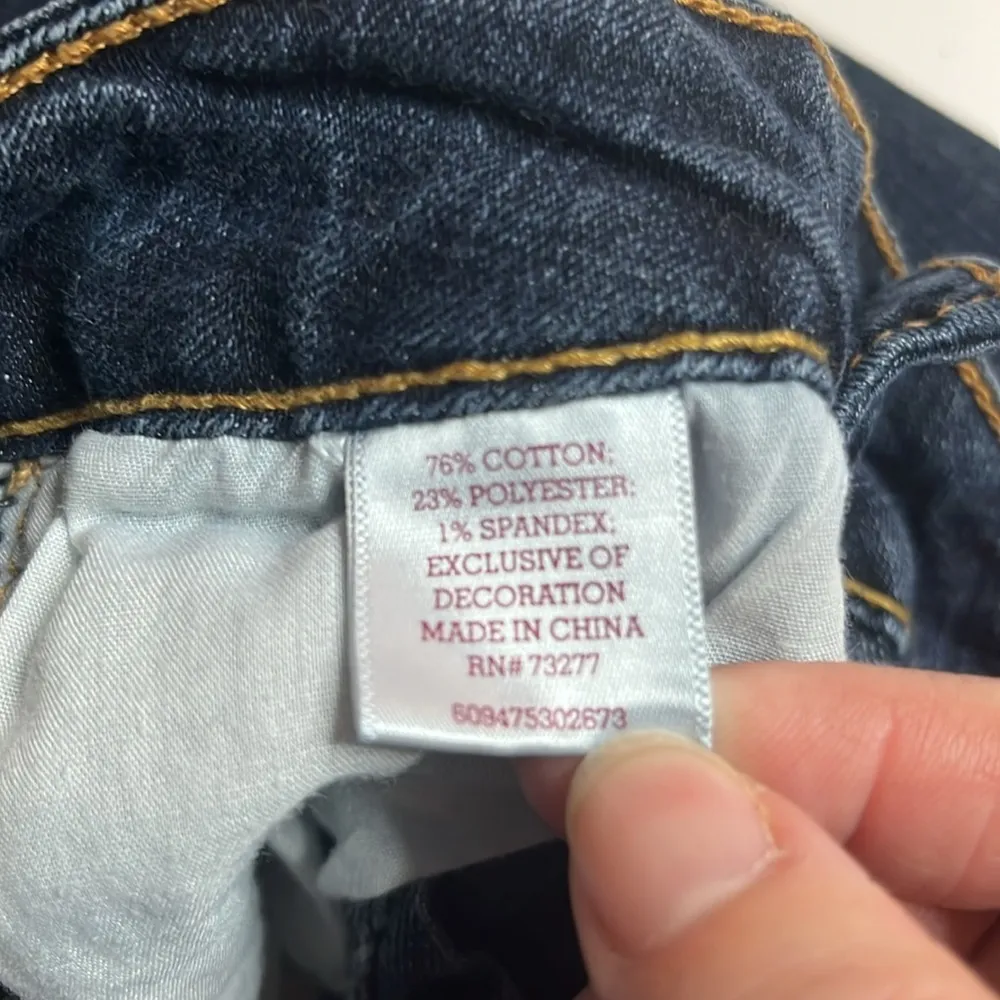 76% COTTON;
23% POLYESTER;
1% SPANDEX;
EXCLUSIVE OF
DECORATION
MADE IN CHINA
RN# 73277
609475302673